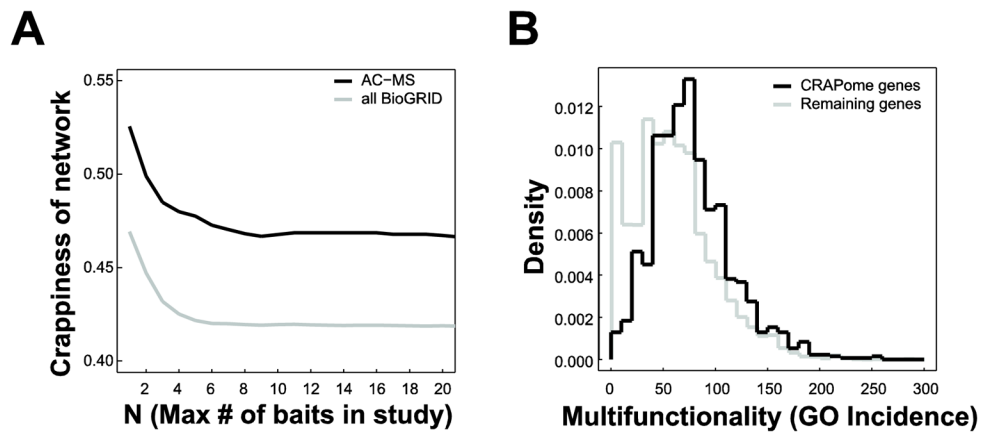 A
Crappiness of network
0.55
0.50
0.45
0.40
AC−MS
all BioGRID
2 4 6 8 10 12 14 16 18 20
N (Max # of baits in study)
B
Density
0.012
0.010
0.008
0.006
0.004
0.002
0.000
CRAPome genes
Remaining genes
0 50 100 150 200 250 300
Multifunctionality (GO Incidence)